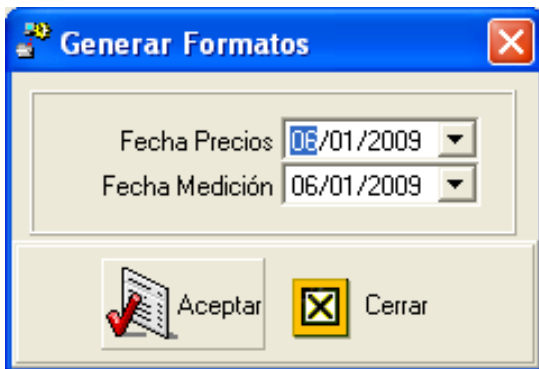 Generar Formatos
Fecha Precios 06/01/2009
Fecha Medición 06/01/2009
Aceptar Cerrar